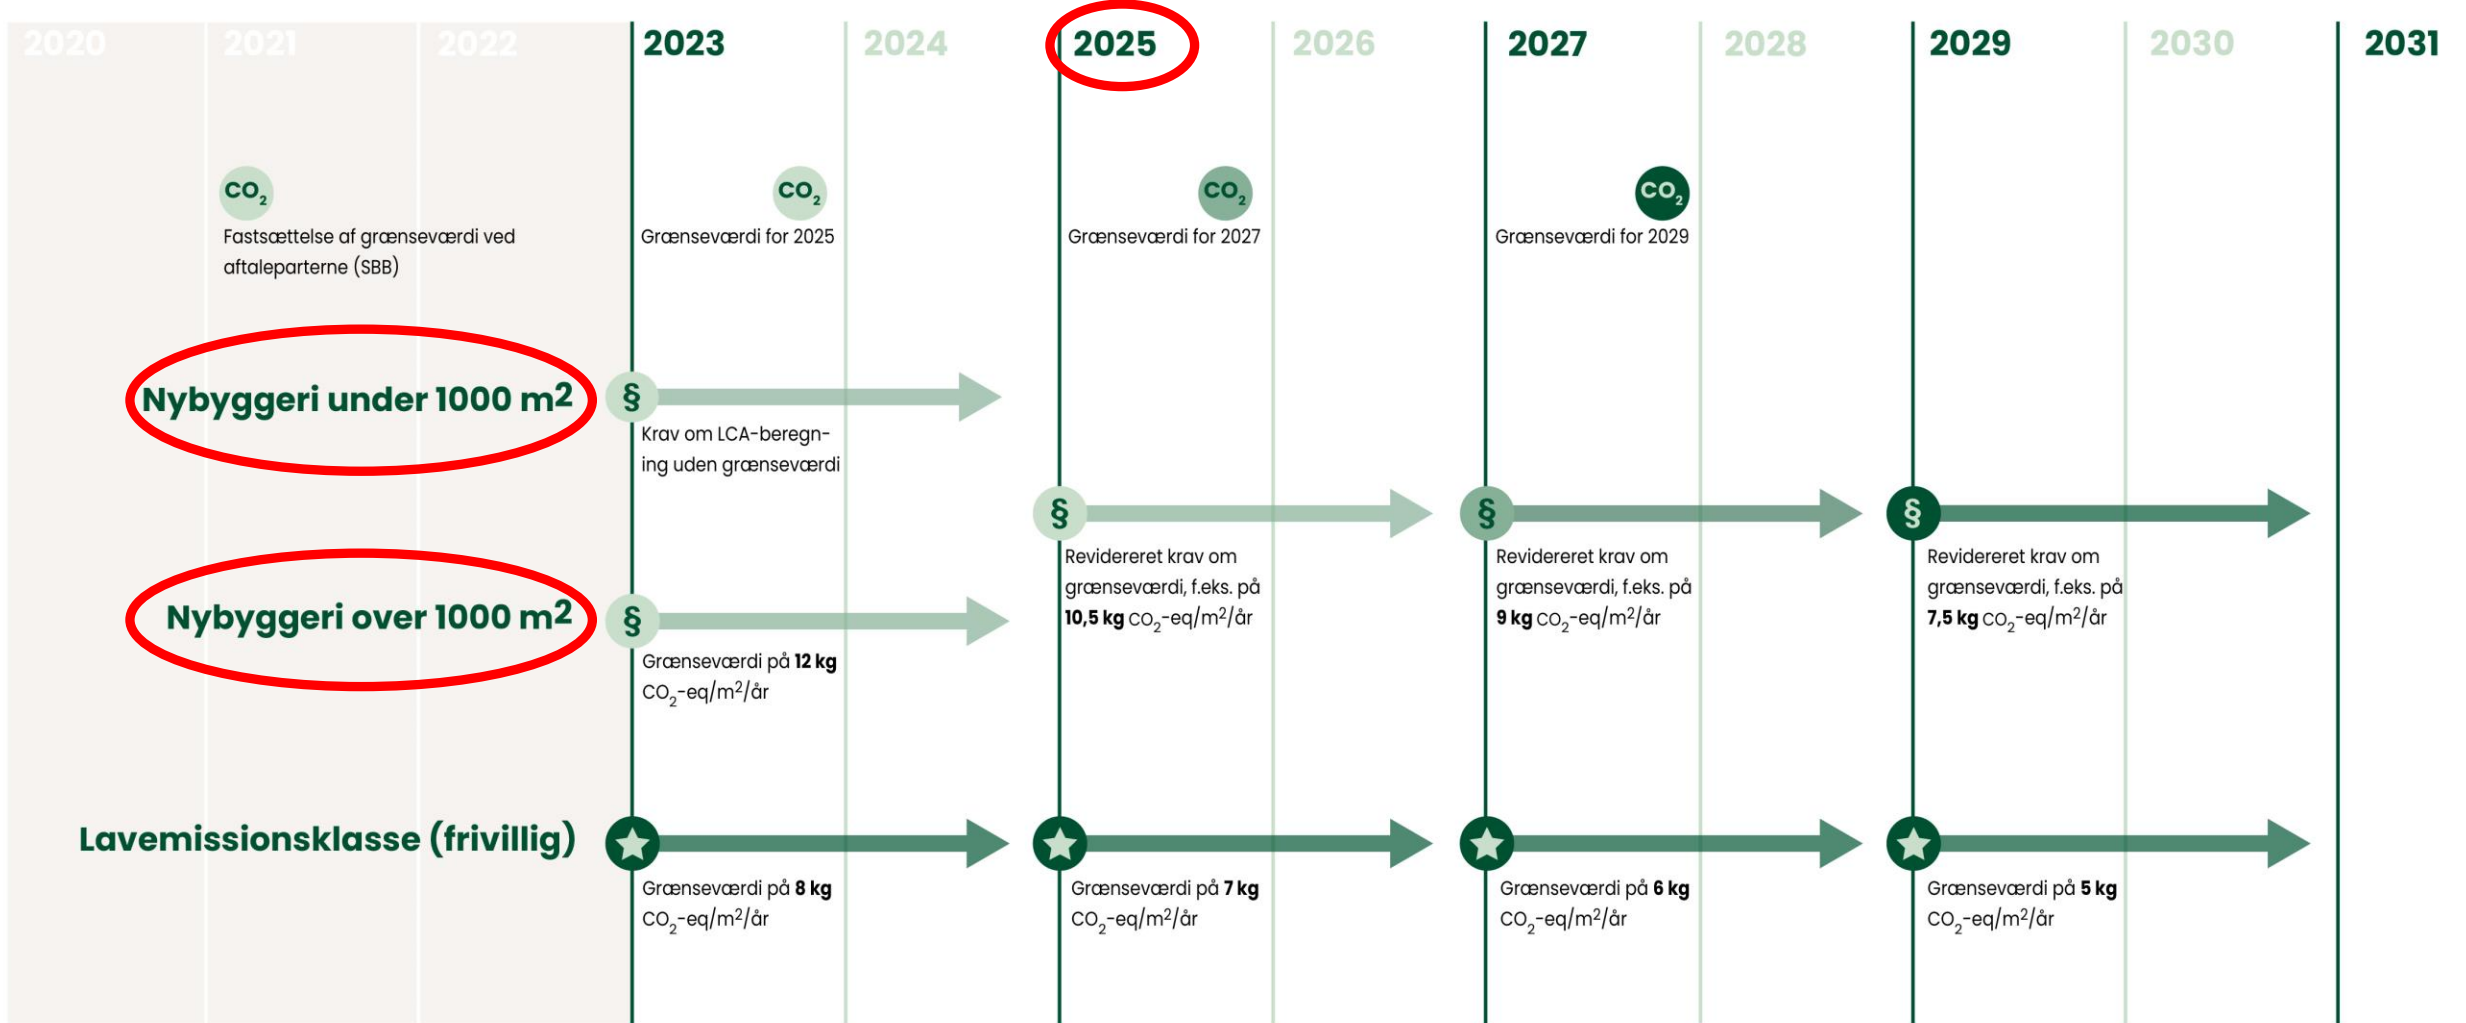 2020 2021 2022 2023 2024 2025 2026 2027 2028 2029 2030 2031
CO₂
Fastsættelse af grænseværdi ved
aftaleparterne (SBB)
CO₂
Grænseværdi for 2025
CO₂
Grænseværdi for 2027
CO₂
Grænseværdi for 2029
Nybyggeri under 1000 m²
§
Krav om LCA-beregn-
ing uden grænseværdi
Nybyggeri over 1000 m²
§
Grænseværdi på 12 kg
CO₂-eq/m²/år
§
Revidereret krav om
grænseværdi, f.eks. på
10,5 kg CO₂-eq/m²/år
§
Revidereret krav om
grænseværdi, f.eks. på
9 kg CO₂-eq/m²/år
§
Revidereret krav om
grænseværdi, f.eks. på
7,5 kg CO₂-eq/m²/år
Lavemissionsklasse (frivillig)
Grænseværdi på 8 kg
CO₂-eq/m²/år
Grænseværdi på 7 kg
CO₂-eq/m²/år
Grænseværdi på 6 kg
CO₂-eq/m²/år
Grænseværdi på 5 kg
CO₂-eq/m²/år